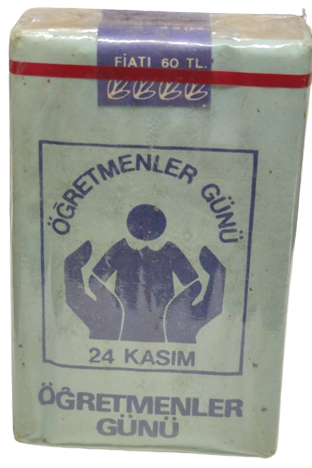 FİATI 60 TL.
ÖĞRETMENLER GÜNÜ
24 KASIM
ÖĞRETMENLER
GÜNÜ